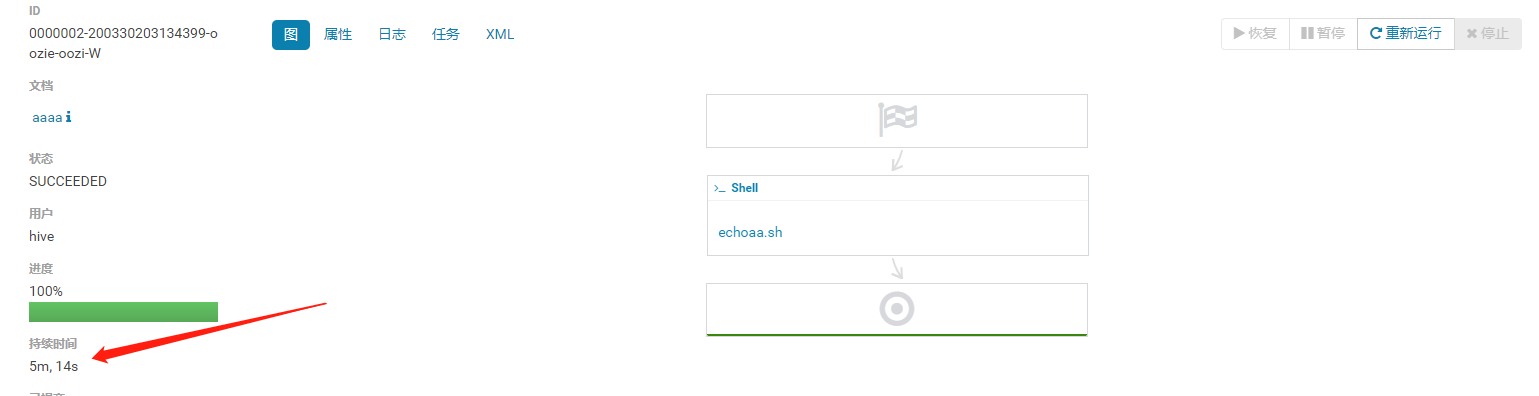 ID
0000002-200330203134399-o
ozie-oozi-W
图 属性 日志 任务 XML
恢复 暂停 重新运行 停止
文档
aaaa
状态
SUCCEEDED
用户
hive
进度
100%
持续时间
5m, 14s
Shell
echoaa.sh